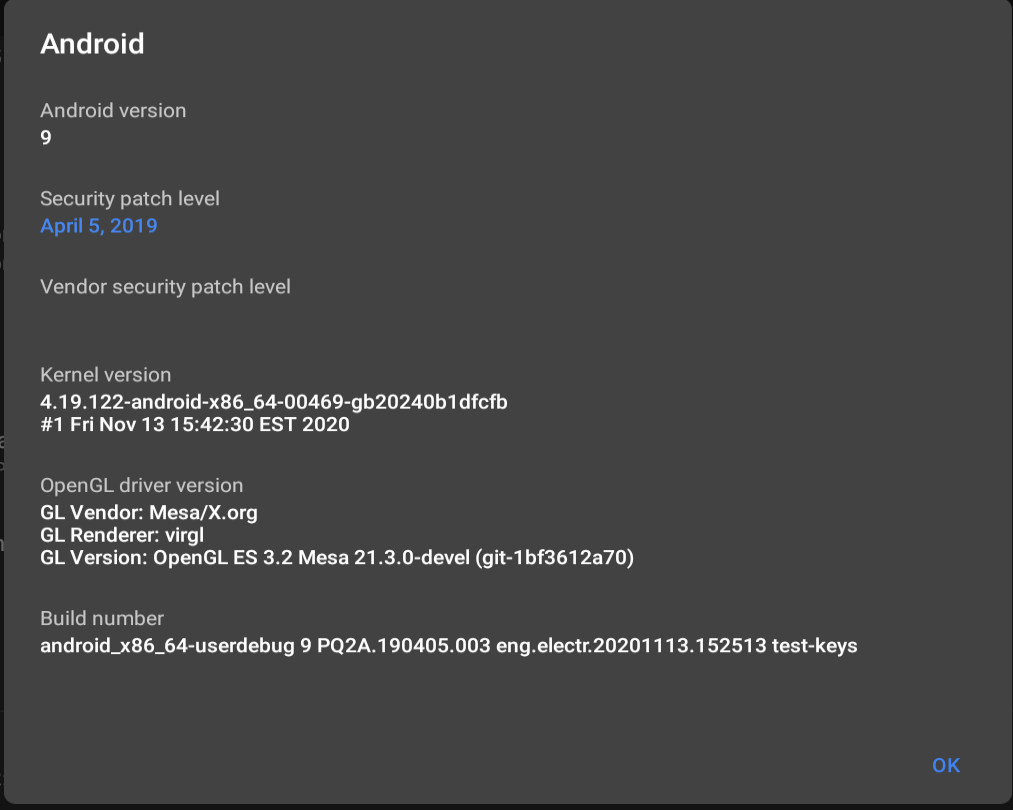 Android
Android version
9
Security patch level
April 5, 2019
Vendor security patch level
Kernel version
4.19.122-android-x86_64-00469-gb20240b1dfcfb
#1 Fri Nov 13 15:42:30 EST 2020
OpenGL driver version
GL Vendor: Mesa/X.org
GL Renderer: virgl
GL Version: OpenGL ES 3.2 Mesa 21.3.0-devel (git-1bf3612a70)
Build number
android_x86_64-userdebug 9 PQ2A.190405.003 eng.electr.20201113.152513 test-keys
OK